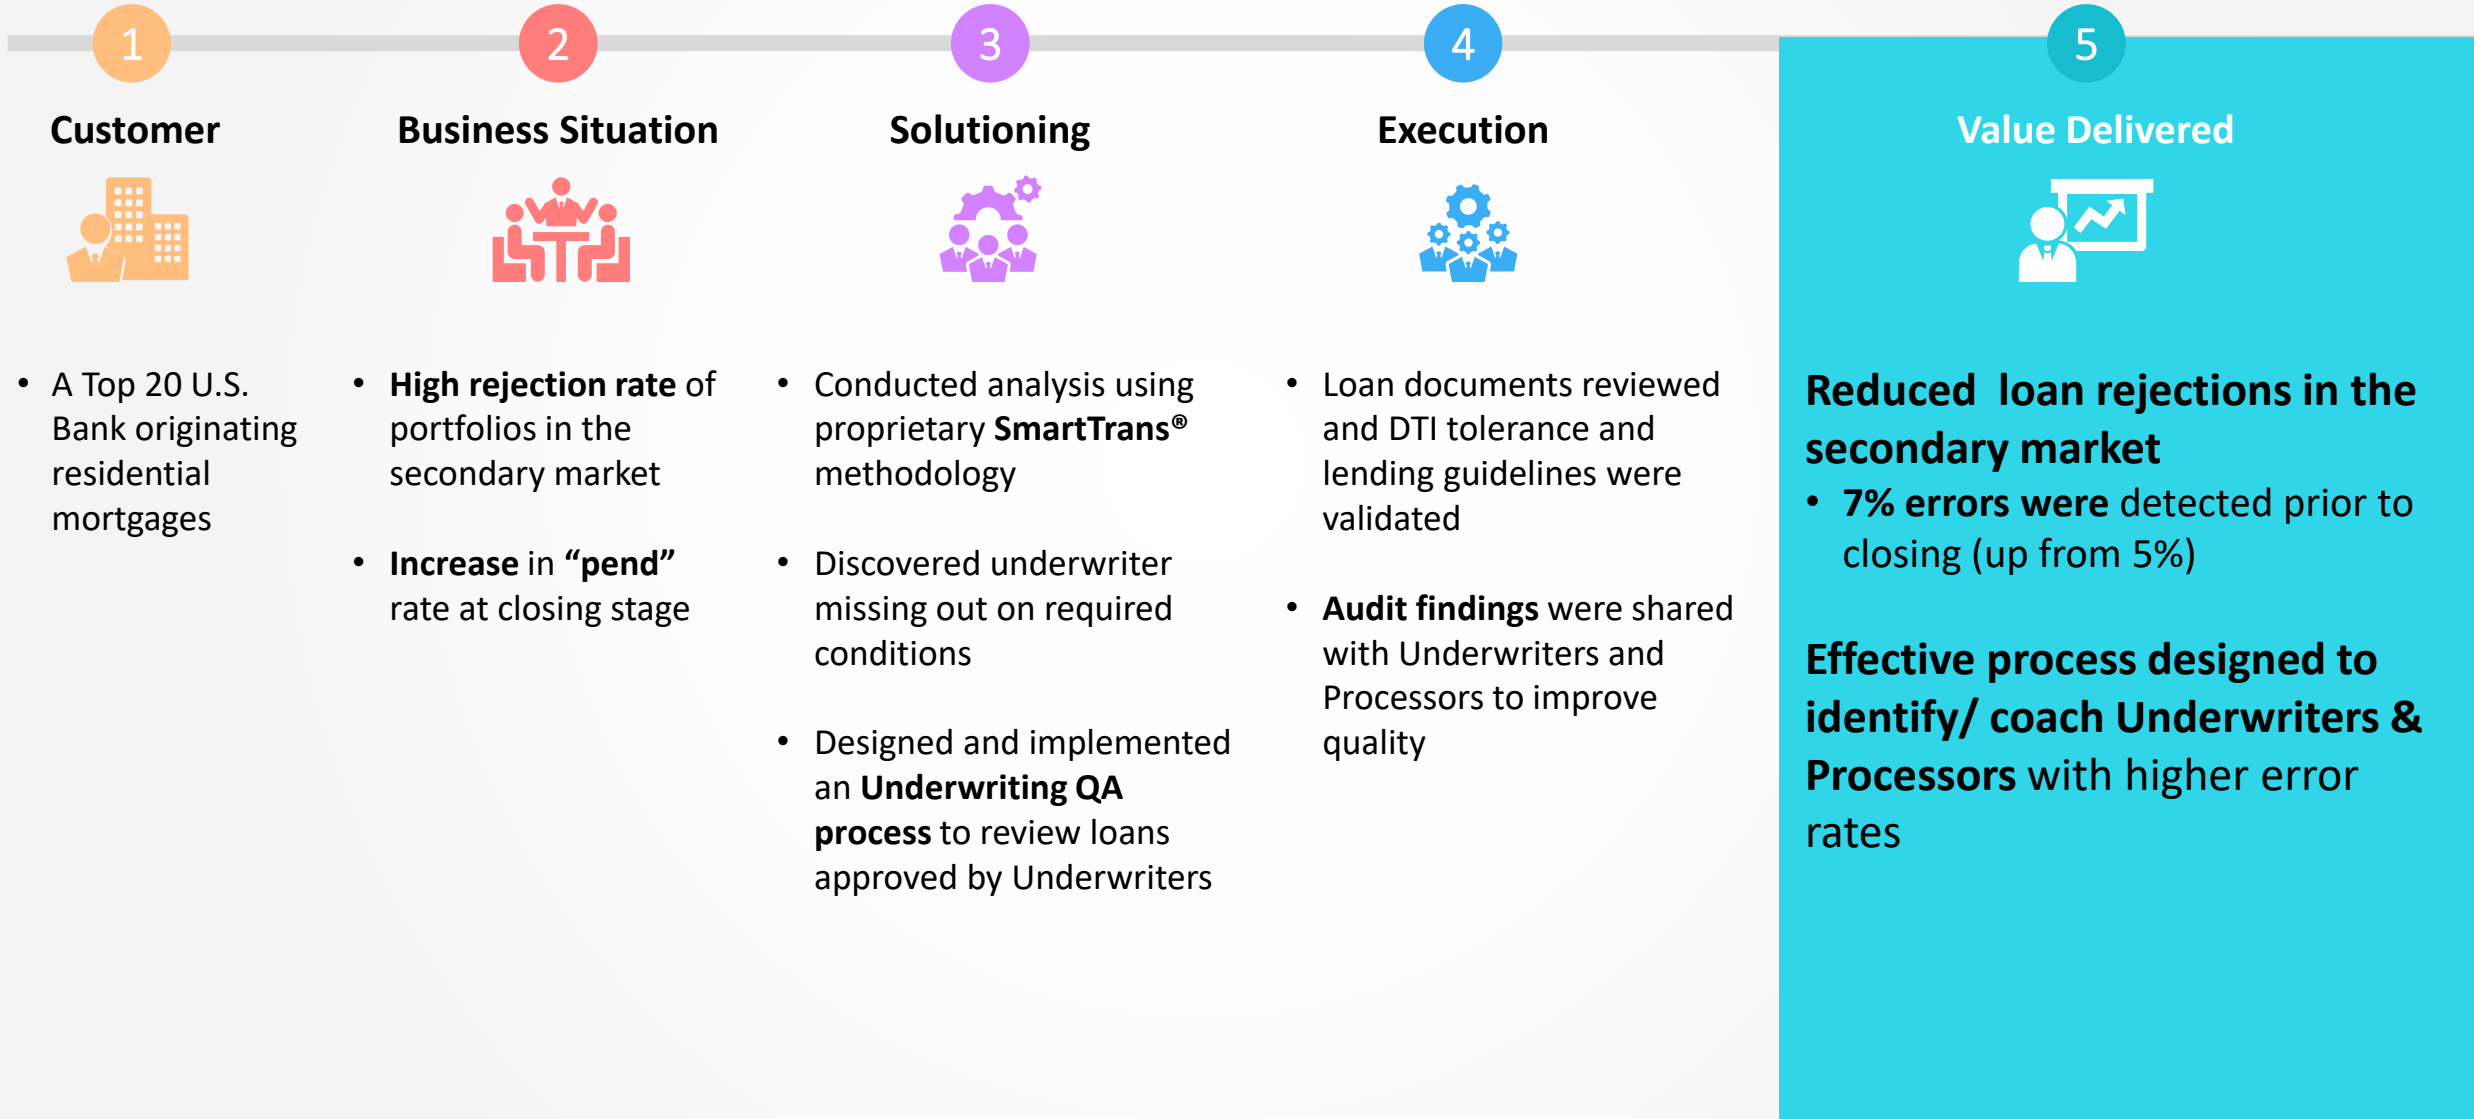 1
Customer
• A Top 20 U.S.
Bank originating
residential
mortgages
2
Business Situation
• High rejection rate of
portfolios in the
secondary market
• Increase in “pend”
rate at closing stage
3
Solutioning
• Conducted analysis using
proprietary SmartTrans®
methodology
• Discovered underwriter
missing out on required
conditions
• Designed and implemented
an Underwriting QA
process to review loans
approved by Underwriters
4
Execution
• Loan documents reviewed
and DTI tolerance and
lending guidelines were
validated
• Audit findings were shared
with Underwriters and
Processors to improve
quality
5
Value Delivered
Reduced  loan rejections in the
secondary market
• 7% errors were detected prior to
closing (up from 5%)
Effective process designed to
identify/ coach Underwriters &
Processors with higher error
rates